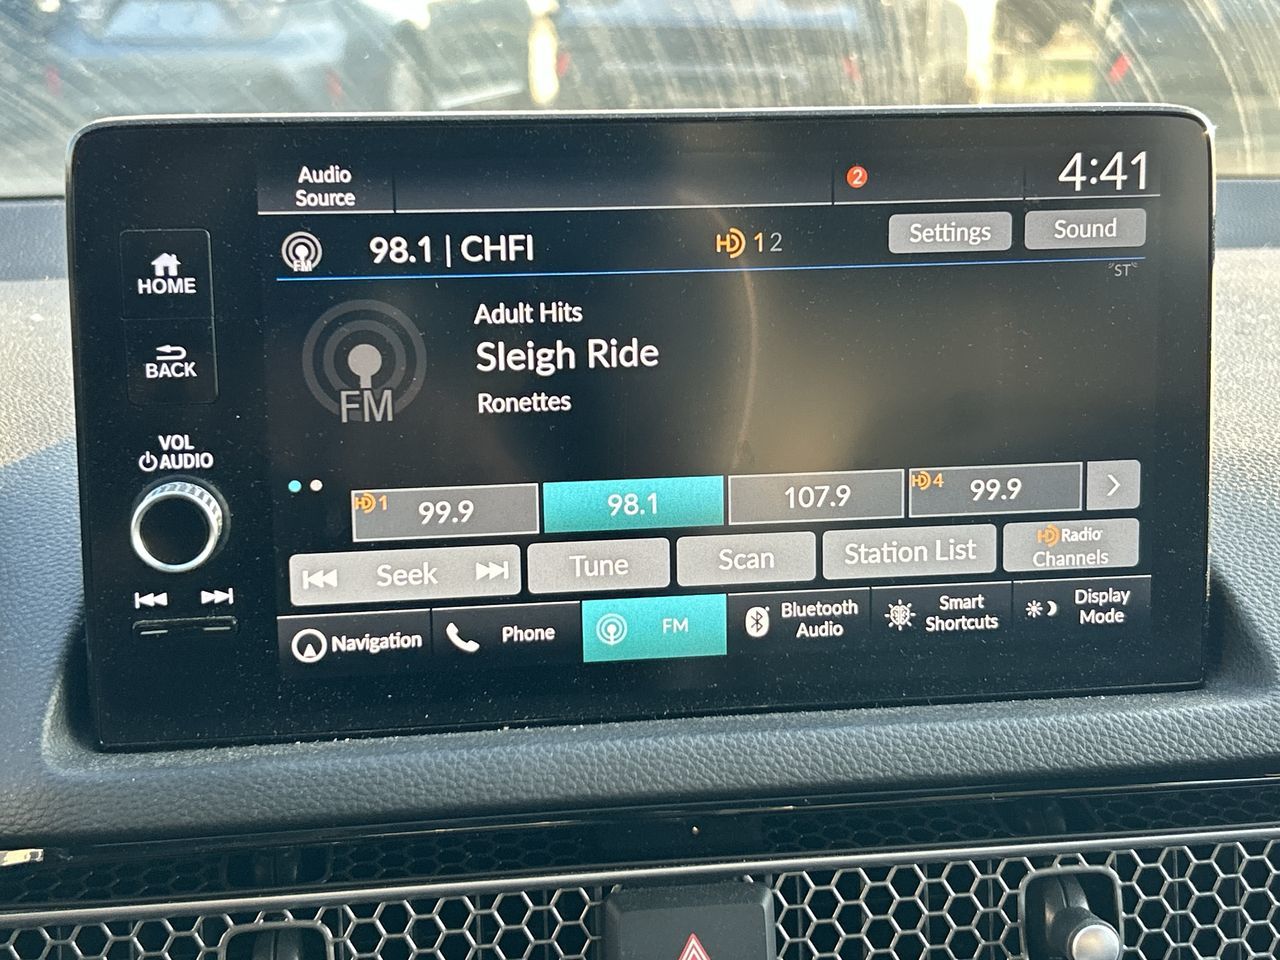 Audio
Source
2
4:41
FM
98.1 | CHFI
HD 1 2
Settings
Sound
"ST"
HOME
BACK
VOL
AUDIO
Adult Hits
Sleigh Ride
Ronettes
FM
HD 1
99.9
98.1
107.9
HD 4
99.9
Seek
Tune
Scan
Station List
HD Radio
Channels
Navigation
Phone
FM
Bluetooth
Audio
Smart
Shortcuts
Display
Mode